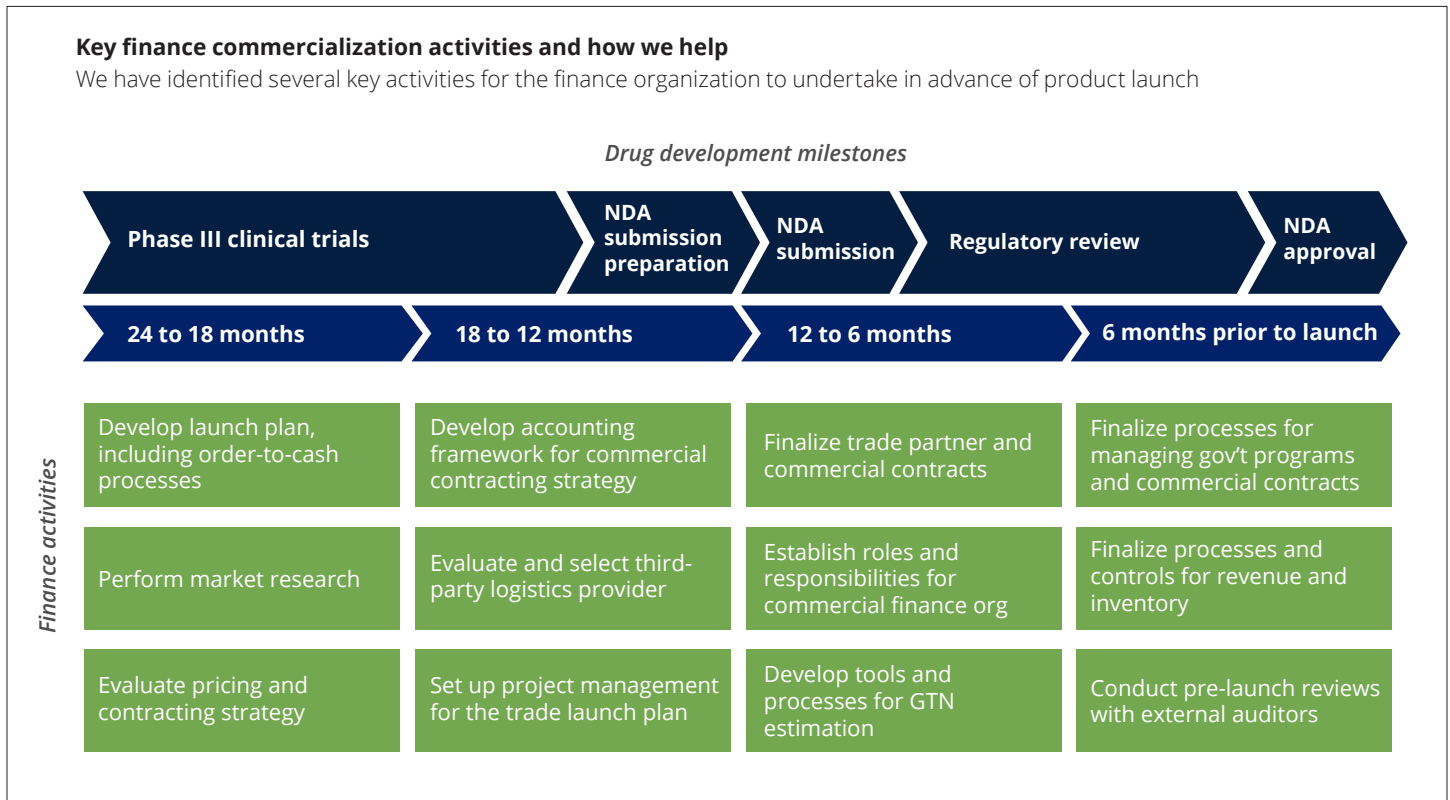 Key finance commercialization activities and how we help
We have identified several key activities for the finance organization to undertake in advance of product launch
Drug development milestones
Phase III clinical trials
NDA
submission
preparation
NDA
submission
Regulatory review
NDA
approval
24 to 18 months
18 to 12 months
12 to 6 months
6 months prior to launch
Finance activities
Develop launch plan,
including order-to-cash
processes
Develop accounting
framework for commercial
contracting strategy
Finalize trade partner and
commercial contracts
Finalize processes for
managing gov’t programs
and commercial contracts
Perform market research
Evaluate and select third-
party logistics provider
Establish roles and
responsibilities for
commercial finance org
Finalize processes and
controls for revenue and
inventory
Evaluate pricing and
contracting strategy
Set up project management
for the trade launch plan
Develop tools and
processes for GTN
estimation
Conduct pre-launch reviews
with external auditors